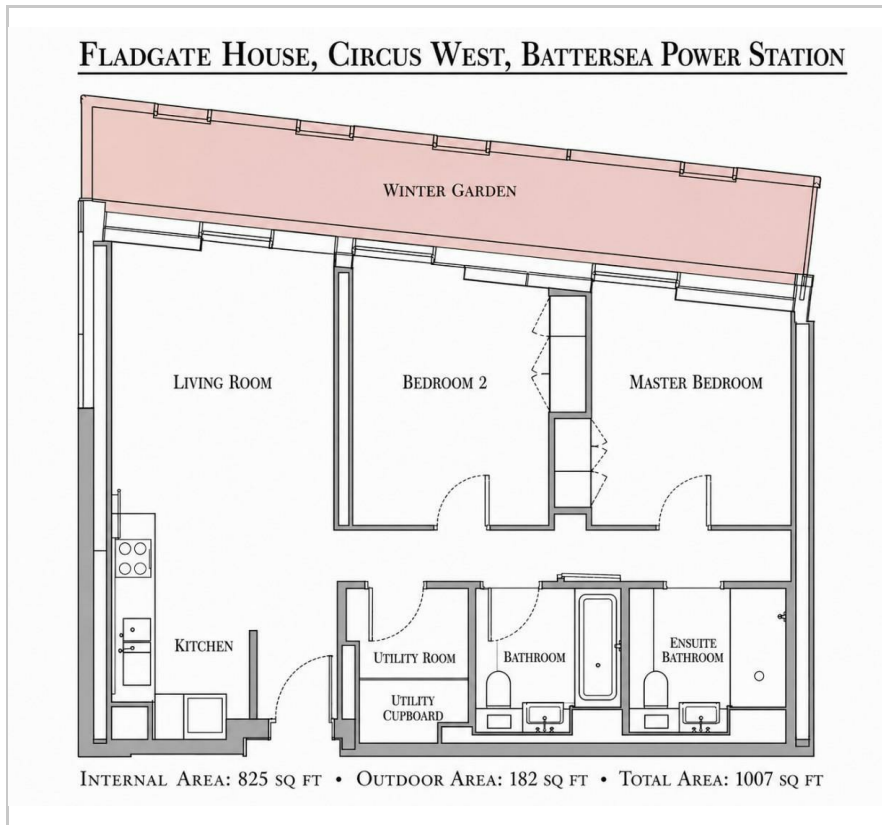 FLADGATE HOUSE, CIRCUS WEST, BATTERSEA POWER STATION
WINTER GARDEN
LIVING ROOM
BEDROOM 2
MASTER BEDROOM
KITCHEN
UTILITY ROOM
BATHROOM
ENSUITE
BATHROOM
UTILITY
CUPBOARD
INTERNAL AREA: 825 SQ FT • OUTDOOR AREA: 182 SQ FT • TOTAL AREA: 1007 SQ FT